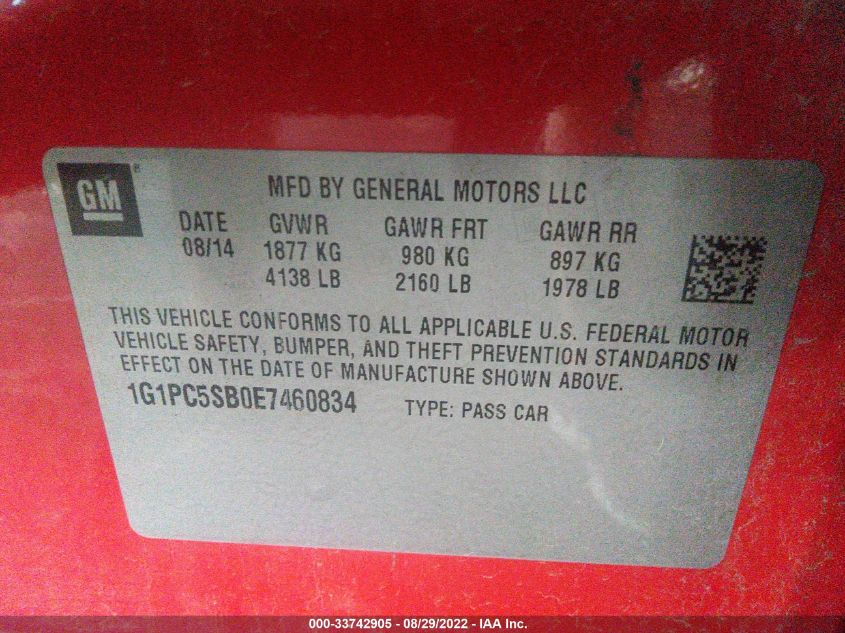 GM
MFD BY GENERAL MOTORS LLC
DATE GVWR GAWR FRT GAWR RR
08/14 1877 KG 980 KG 897 KG
4138 LB 2160 LB 1978 LB
THIS VEHICLE CONFORMS TO ALL APPLICABLE U.S. FEDERAL MOTOR
VEHICLE SAFETY, BUMPER, AND THEFT PREVENTION STANDARDS IN
EFFECT ON THE DATE OF MANUFACTURE SHOWN ABOVE.
1G1PC5SB0E7460834 TYPE: PASS CAR
000-33742905 - 08/29/2022 - IAA Inc.